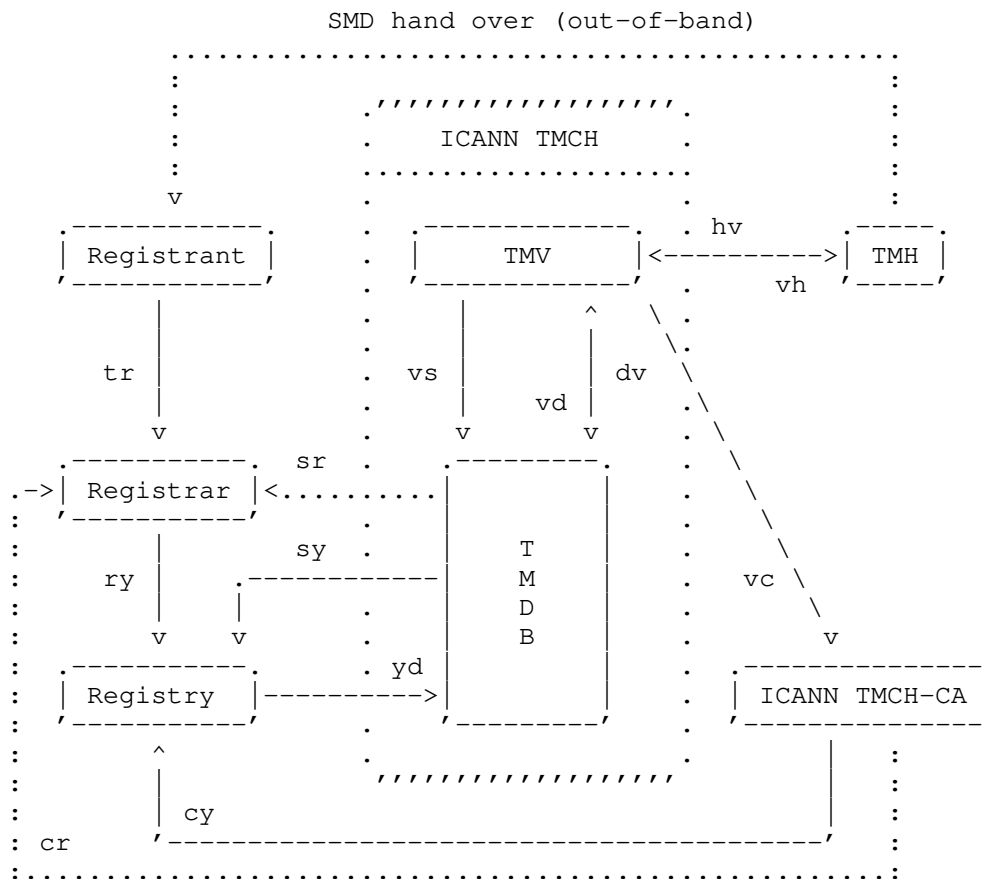 SMD hand over (out-of-band)
ICANN TMCH
hv
Registrant TMV TMH
vh
tr vs dv
vd
sr
Registrar
sy T
ry M vc
D
B
yd
Registry ICANN TMCH-CA
cy
cr